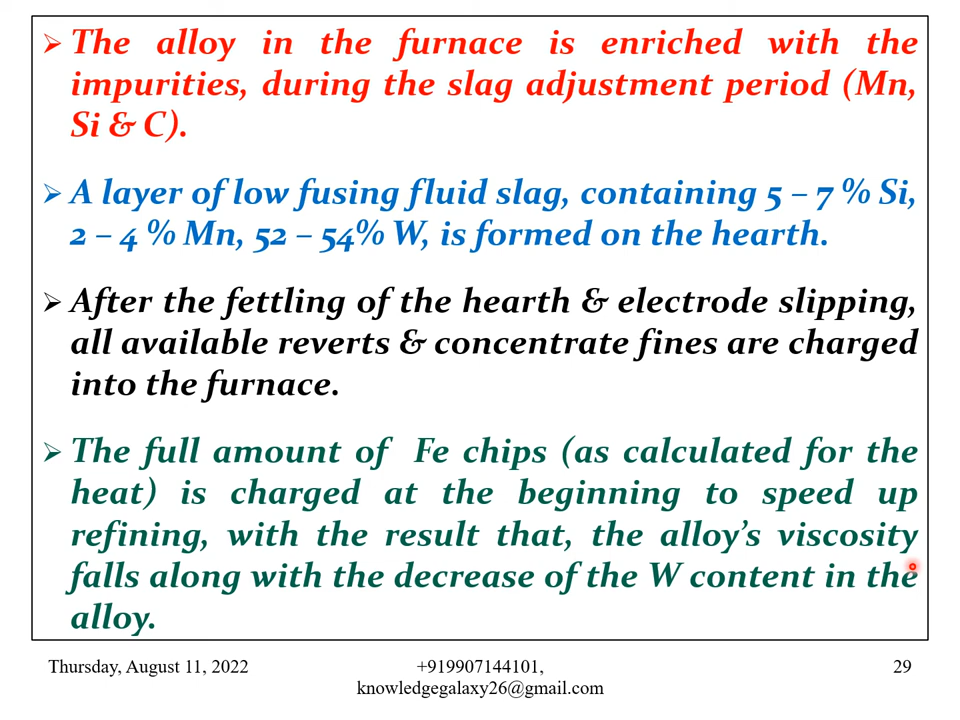 ➢ The alloy in the furnace is enriched with the
impurities, during the slag adjustment period (Mn,
Si & C).
➢ A layer of low fusing fluid slag, containing 5 – 7 % Si,
2 – 4 % Mn, 52 – 54% W, is formed on the hearth.
➢ After the fettling of the hearth & electrode slipping,
all available reverts & concentrate fines are charged
into the furnace.
➢ The full amount of Fe chips (as calculated for the
heat) is charged at the beginning to speed up
refining, with the result that, the alloy's viscosity
falls along with the decrease of the W content in the
alloy.
Thursday, August 11, 2022
+919907144101,
knowledgegalaxy26@gmail.com
29